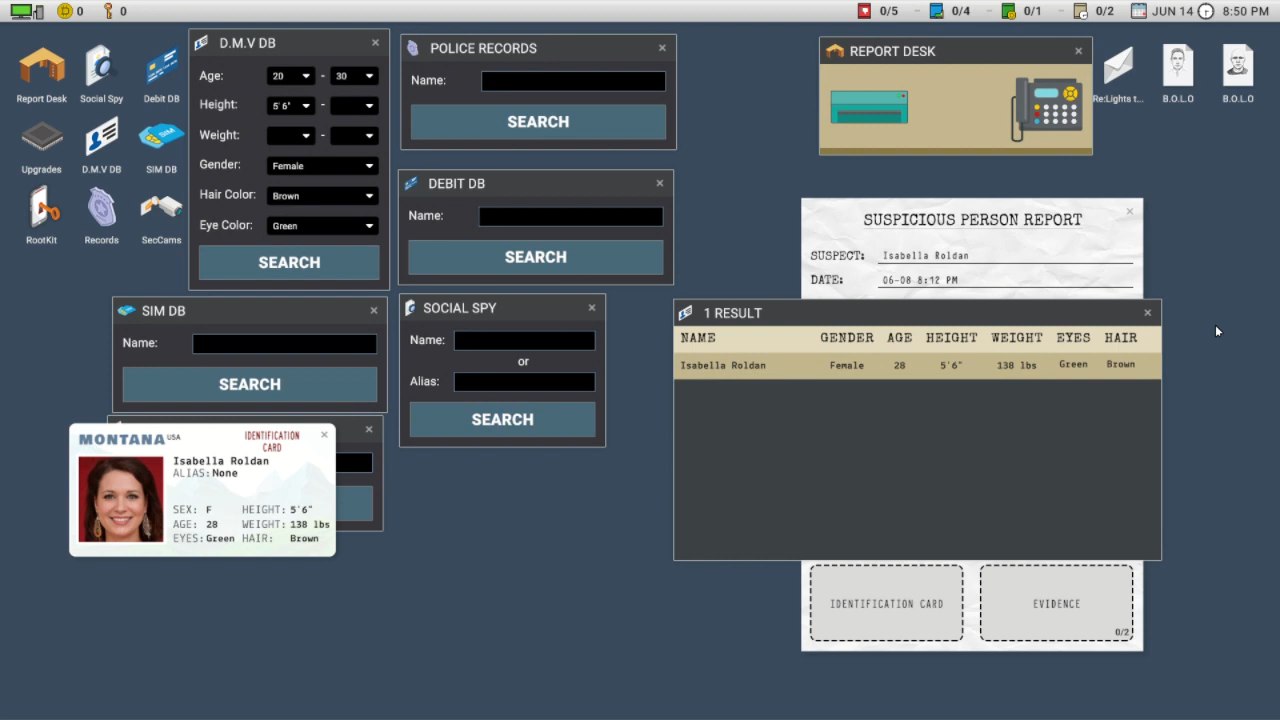 0
0
0/5
0/4
0/1
0/2
JUN 14
8:50 PM
Report Desk
Social Spy
Debit DB
Upgrades
D.M.V DB
SIM DB
RootKit
Records
SecCams
D.M.V DB
Age: 20 - 30
Height: 5'6" -
Weight: -
Gender: Female
Hair Color: Brown
Eye Color: Green
SEARCH
POLICE RECORDS
Name:
SEARCH
DEBIT DB
Name:
SEARCH
SIM DB
Name:
SEARCH
SOCIAL SPY
Name:
or
Alias:
SEARCH
REPORT DESK
Re:Lights t...
B.O.L.O
B.O.L.O
SUSPICIOUS PERSON REPORT
SUSPECT: Isabella Roldan
DATE: 06-08 8:12 PM
1 RESULT
NAME GENDER AGE HEIGHT WEIGHT EYES HAIR
Isabella Roldan Female 28 5'6" 138 lbs Green Brown
IDENTIFICATION CARD
EVIDENCE
0/2
MONTANA USA
IDENTIFICATION
CARD
Isabella Roldan
ALIAS: None
SEX: F HEIGHT: 5'6"
AGE: 28 WEIGHT: 138 lbs
EYES: Green HAIR: Brown